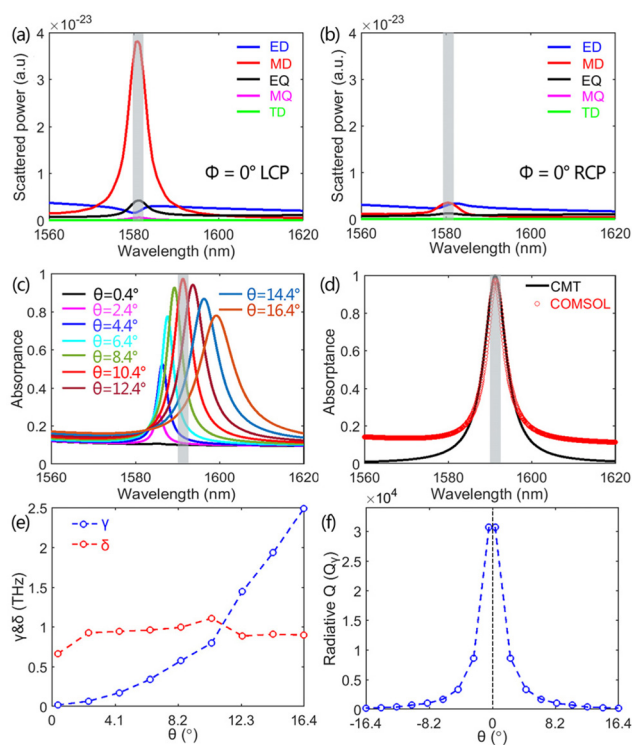 (a)
×10-23
4
3
2
1
0
Scattered power (a.u)
ED
MD
EQ
MQ
TD
Φ = 0° LCP
1560 1580 1600 1620
Wavelength (nm)
(b)
×10-23
4
3
2
1
0
Scattered power (a.u.)
ED
MD
EQ
MQ
TD
Φ = 0° RCP
1560 1580 1600 1620
Wavelength (nm)
(c)
1
0.8
0.6
0.4
0.2
0
Absorpance
θ=0.4°
θ=2.4°
θ=4.4°
θ=6.4°
θ=8.4°
θ=10.4°
θ=12.4°
θ=14.4°
θ=16.4°
1560 1580 1600 1620
Wavelength (nm)
(d)
1
0.8
0.6
0.4
0.2
0
Absorptance
CMT
COMSOL
1560 1580 1600 1620
Wavelength (nm)
(e)
2.5
2
1.5
1
0.5
0
γ&δ (THz)
γ
δ
4.1 8.2 12.3 16.4
θ (°)
(f)
×104
3
2.5
2
1.5
1
0.5
0
Radiative Q (Qγ)
-16.4 -8.2 0 8.2 16.4
θ (°)